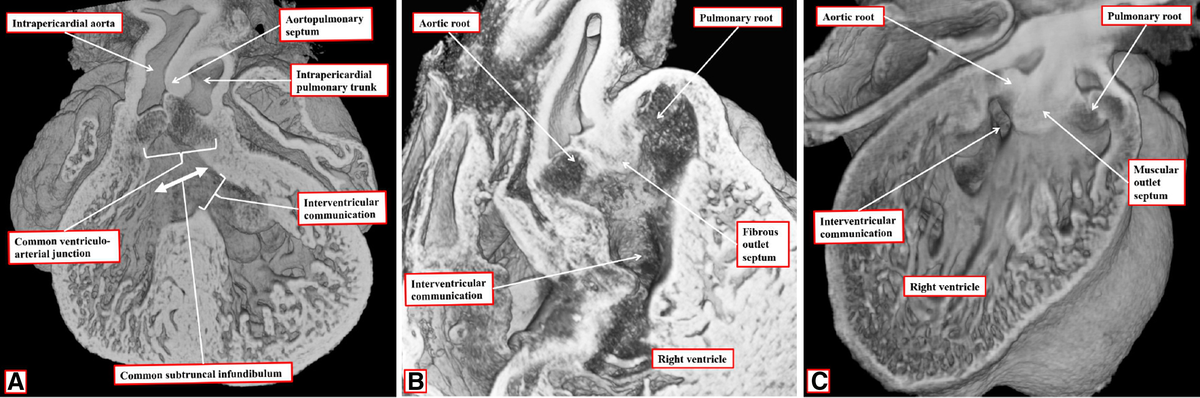 Intrapericardial aorta
Aortopulmonary
septum
Intrapericardial
pulmonary trunk
Interventricular
communication
Common ventriculo-
arterial junction
Common subtruncal infundibulum
A
Aortic root
Pulmonary root
Fibrous
outlet
septum
Interventricular
communication
Right ventricle
B
Aortic root
Pulmonary root
Muscular
outlet
septum
Interventricular
communication
Right ventricle
C